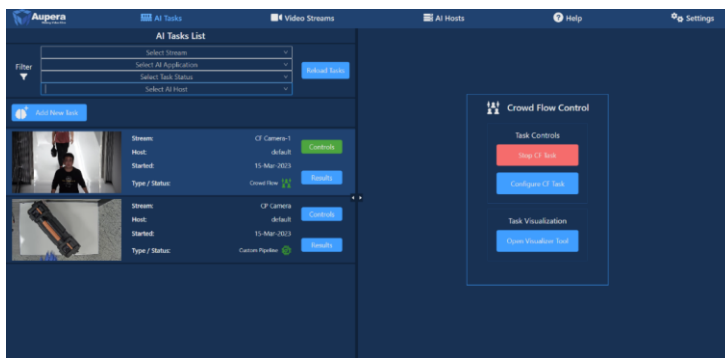 Aupera
AI Tasks
Video Streams
AI Hosts
Help
Settings
AI Tasks List
Filter
Select Stream
Select AI Application
Select Task Status
Select AI Host
Reload Tasks
Add New Task
Stream: CF Camera-1
Host: default
Started: 15-Mar-2023
Type / Status: Crowd Flow
Controls
Results
Stream: CF Camera
Host: default
Started: 15-Mar-2023
Type / Status: Custom Pipeline
Controls
Results
Crowd Flow Control
Task Controls
Stop CF Task
Configure CF Task
Task Visualization
Open Visualizer Tool